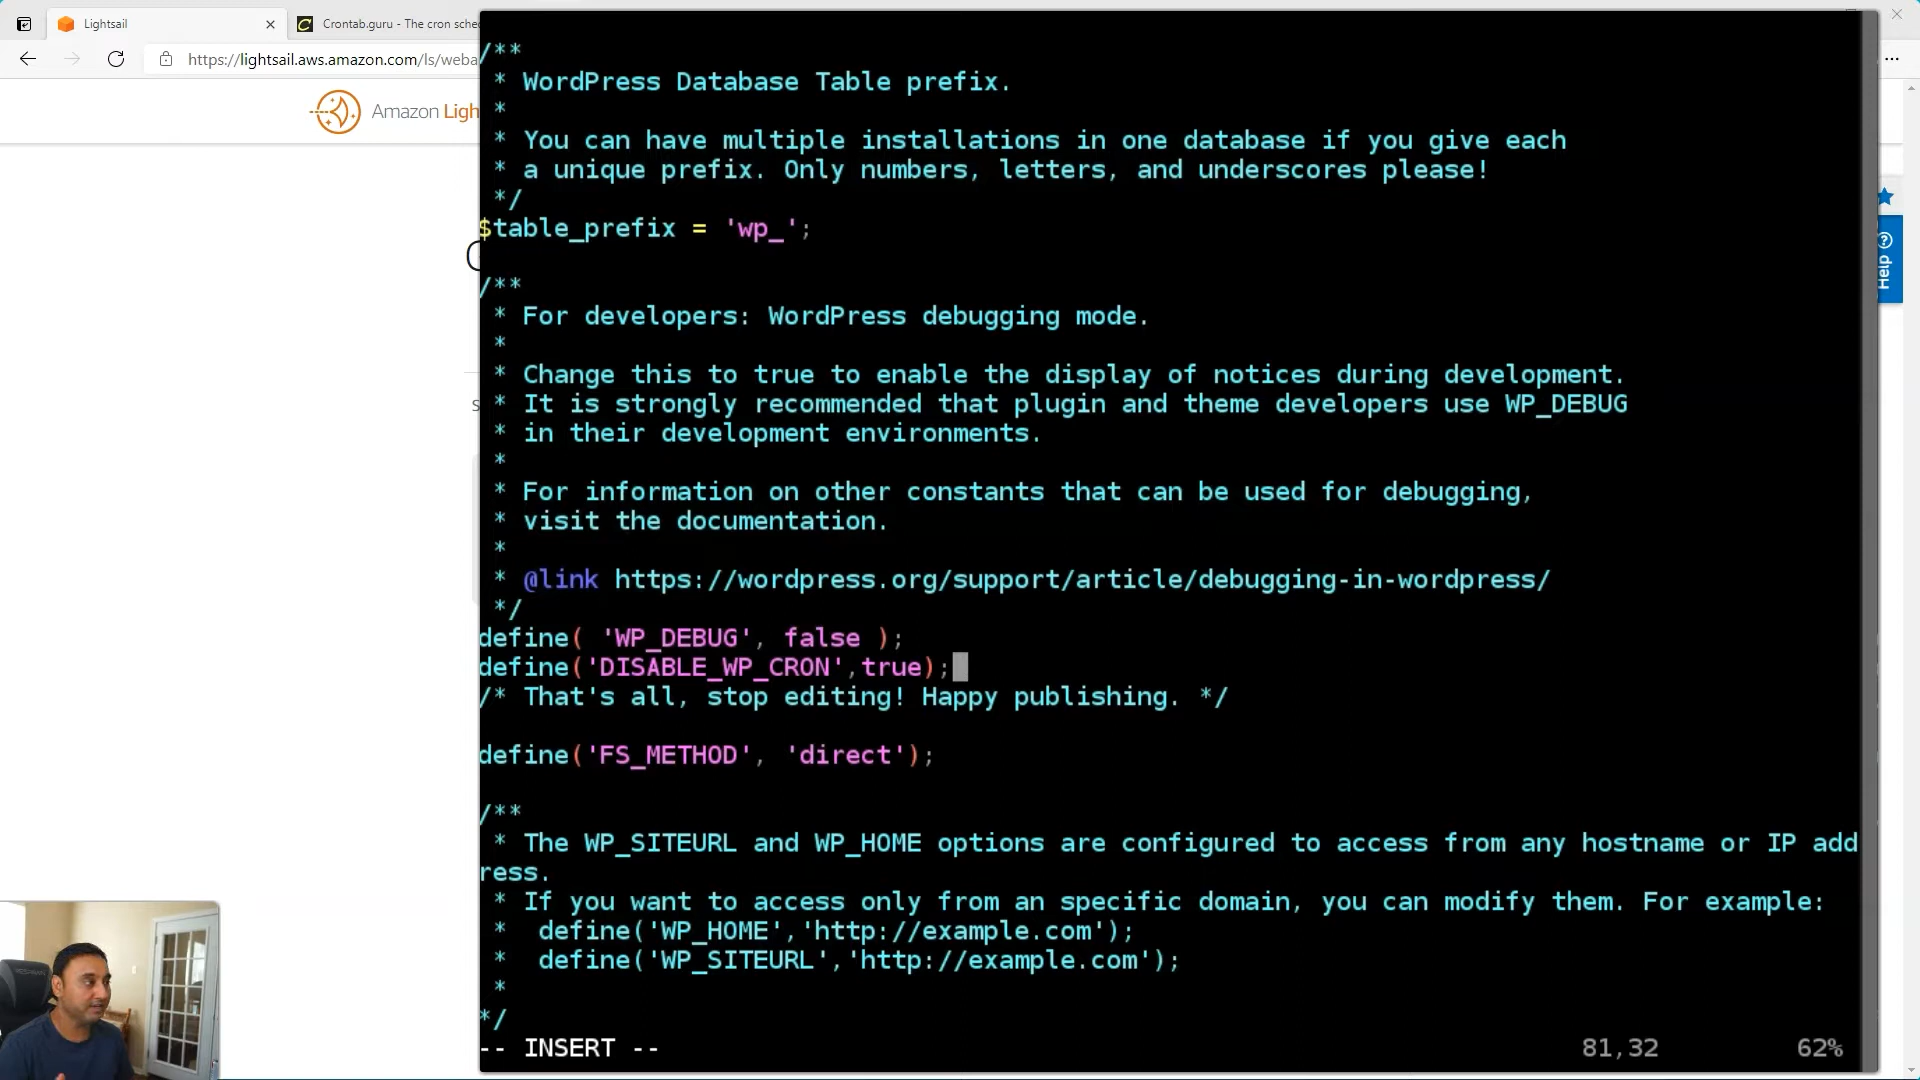 Lightsail
Crontab.guru - The cron sche
https://lightsail.aws.amazon.com/ls/weba
Amazon Ligh
Help
/**
* WordPress Database Table prefix.
*
* You can have multiple installations in one database if you give each
* a unique prefix. Only numbers, letters, and underscores please!
*/
$table_prefix = 'wp_';
/**
* For developers: WordPress debugging mode.
*
* Change this to true to enable the display of notices during development.
* It is strongly recommended that plugin and theme developers use WP_DEBUG
* in their development environments.
*
* For information on other constants that can be used for debugging,
* visit the documentation.
*
* @link https://wordpress.org/support/article/debugging-in-wordpress/
*/
define( 'WP_DEBUG', false );
define('DISABLE_WP_CRON',true);
/* That's all, stop editing! Happy publishing. */
define('FS_METHOD', 'direct');
/**
* The WP_SITEURL and WP_HOME options are configured to access from any hostname or IP add
ress.
* If you want to access only from an specific domain, you can modify them. For example:
* define('WP_HOME','http://example.com');
* define('WP_SITEURL','http://example.com');
*
*/
-- INSERT --
81,32
62%